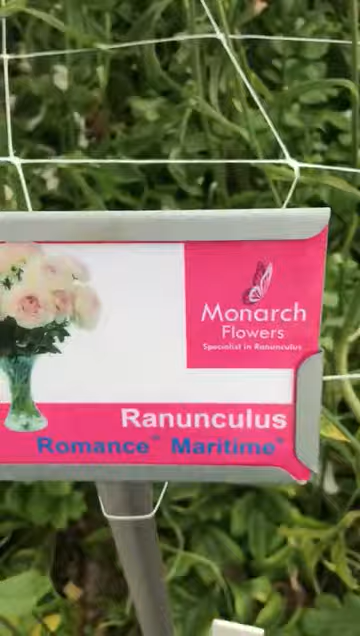 Monarch
Flowers
Specialist in Ranunculus
Ranunculus
Romance® Maritime®